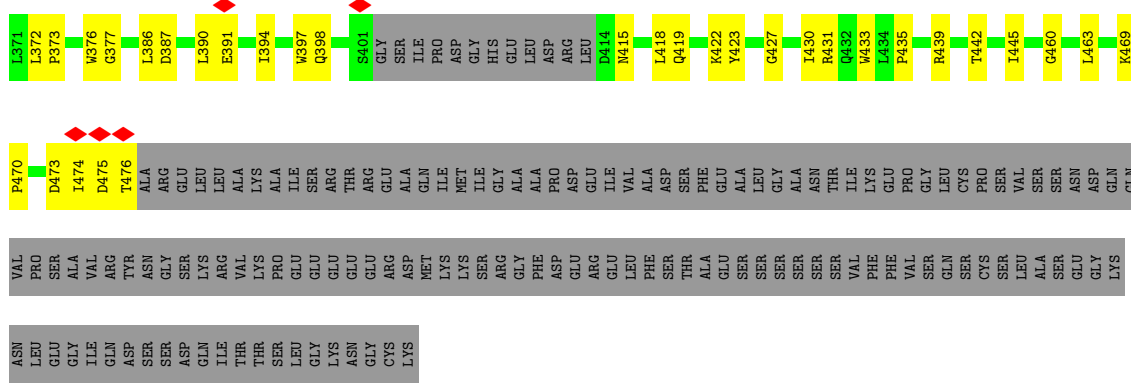 L371 L372 P373 W376 G377 L386 D387 L390 E391 I394 W397 Q398 S401 GLY SER ILE PRO ASP GLY HIS GLU LEU ASP ARG LEU D414 N415 L418 Q419 K422 Y423 G427 I430 R431 Q432 W433 L434 P435 R439 T442 I445 G460 L463 K469
P470 D473 I474 D475 T476 ALA ARG GLU LEU LEU ALA LYS ALA ILE SER ARG THR ARG GLU ALA GLN ILE MET ILE GLY ALA ALA PRO ASP GLU ILE VAL ALA ASP SER PHE GLU ALA LEU GLY ALA ASN THR ILE LYS GLU PRO GLY LEU CYS PRO SER VAL SER SER ASN ASP GLN GLN
VAL PRO SER ALA VAL ARG TYR ASN GLY SER LYS ARG VAL LYS PRO GLU GLU GLU GLU GLU ARG ASP MET LYS LYS SER ARG GLY PHE ASP GLU ARG GLU LEU PHE SER THR ALA GLU SER SER SER SER SER SER VAL PHE PHE VAL SER GLN SER CYS SER LEU ALA SER GLU GLY LYS
ASN LEU GLU GLY ILE GLN ASP SER SER ASP GLN ILE THR THR SER LEU GLY LYS ASN GLY CYS LYS